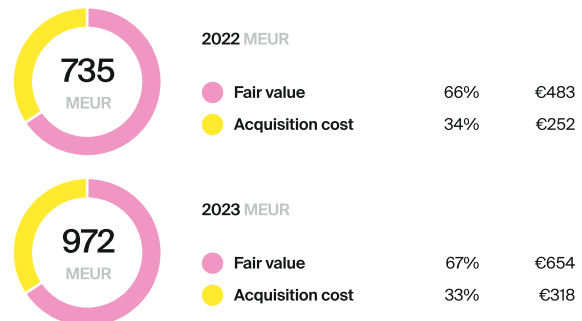 735
MEUR
2022 MEUR
Fair value 66% €483
Acquisition cost 34% €252
972
MEUR
2023 MEUR
Fair value 67% €654
Acquisition cost 33% €318